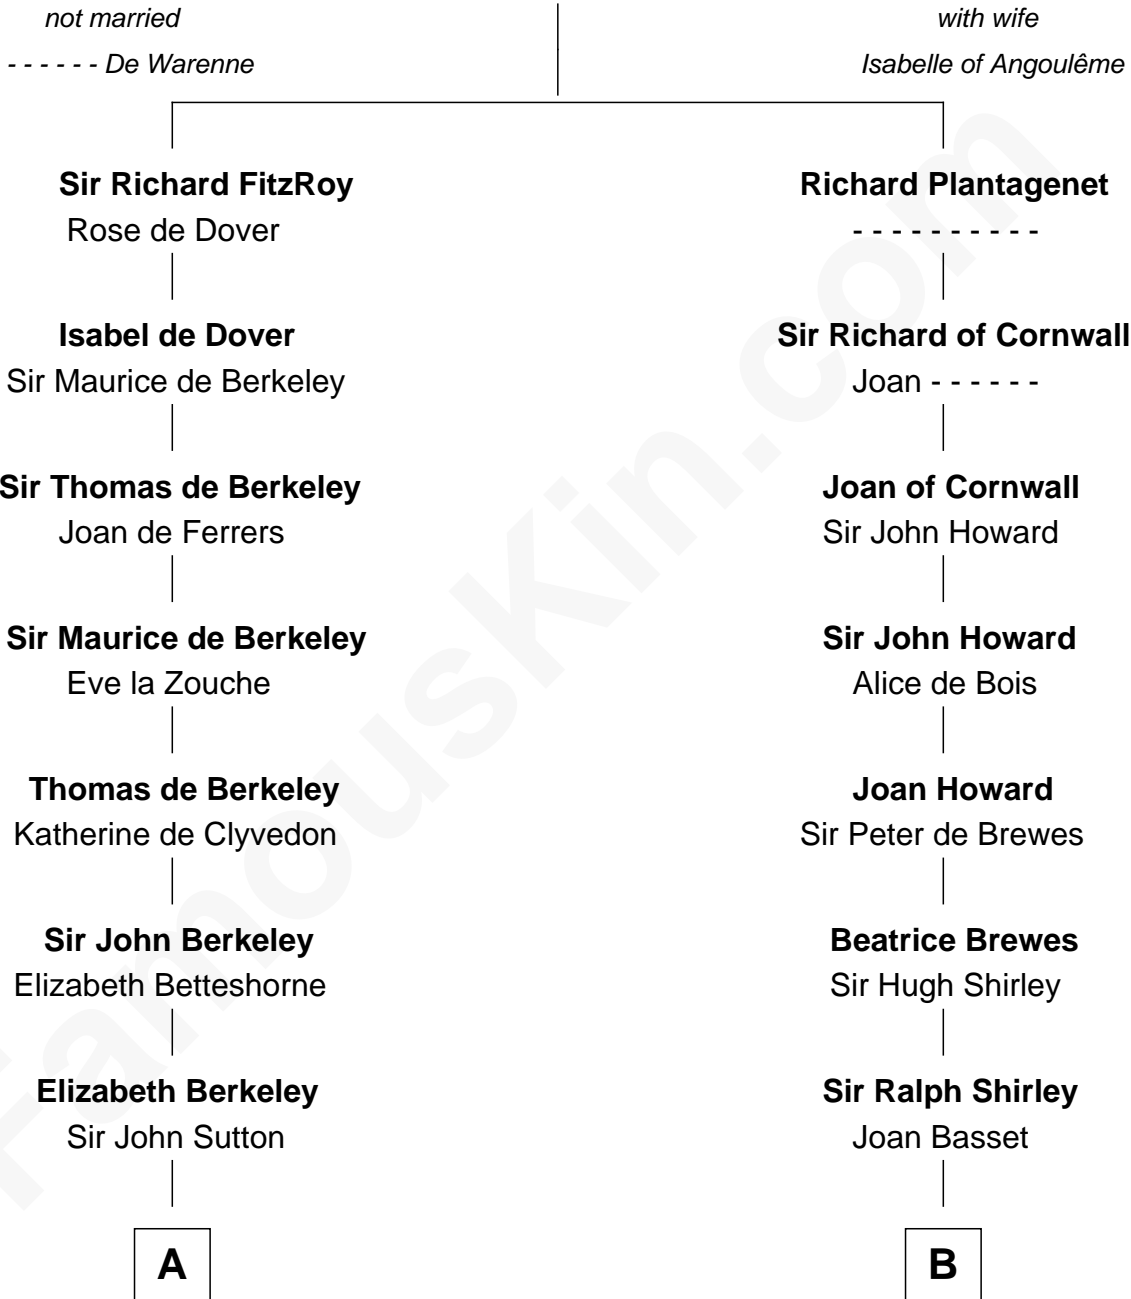 not married
- - - - - - De Warenne
with wife
Isabelle of Angoulême
Sir Richard FitzRoy
Rose de Dover
Richard Plantagenet
- - - - - - - - - -
Isabel de Dover
Sir Maurice de Berkeley
Sir Richard of Cornwall
Joan - - - - - -
Sir Thomas de Berkeley
Joan de Ferrers
Joan of Cornwall
Sir John Howard
Sir Maurice de Berkeley
Eve la Zouche
Sir John Howard
Alice de Bois
Thomas de Berkeley
Katherine de Clyvedon
Joan Howard
Sir Peter de Brewes
Sir John Berkeley
Elizabeth Betteshorne
Beatrice Brewes
Sir Hugh Shirley
Elizabeth Berkeley
Sir John Sutton
Sir Ralph Shirley
Joan Basset
A
B
FamousKin.com